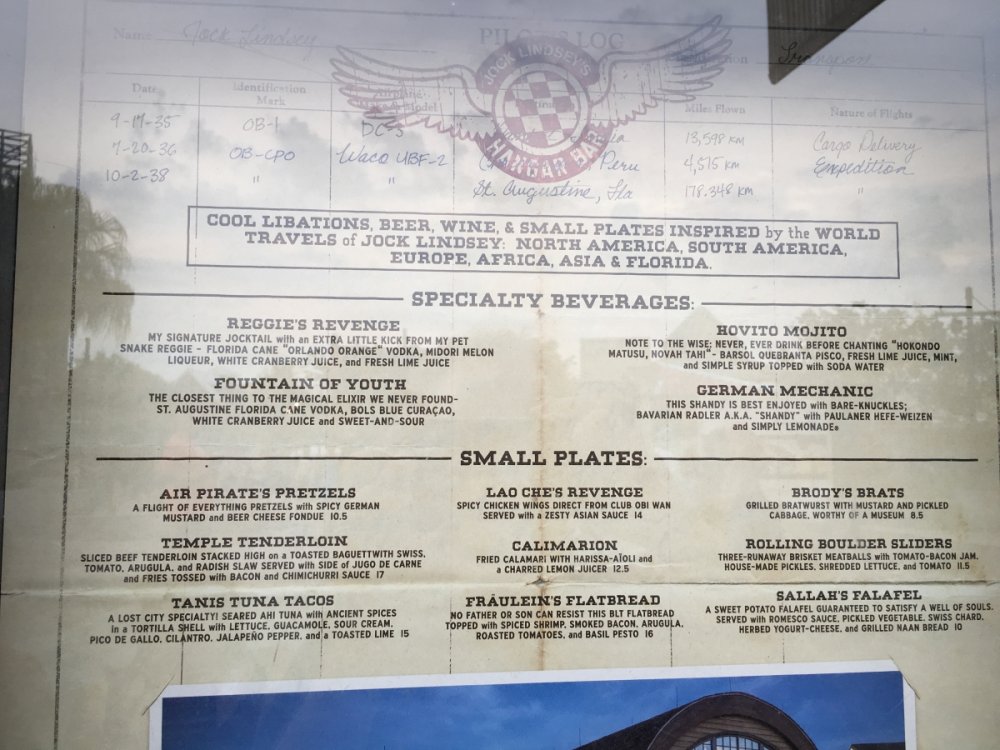 Name Jock Lindsey PILOT'S LOG
JOCK LINDSEY'S
HANGAR BAR
Date Identification Mark Model Miles Flown Nature of Flights
9-17-35 OB-1 DC-3 13,598 KM Cargo Delivery
7-20-36 OB-CPO Waco UBF-2 Peru 4,515 KM Expedition
10-2-38 " " St. Augustine, Fla 178.348 KM "
COOL LIBATIONS, BEER, WINE, & SMALL PLATES INSPIRED by the WORLD
TRAVELS of JOCK LINDSEY: NORTH AMERICA, SOUTH AMERICA,
EUROPE, AFRICA, ASIA & FLORIDA.
SPECIALTY BEVERAGES:
REGGIE'S REVENGE
MY SIGNATURE JOCKTAIL with an EXTRA LITTLE KICK FROM MY PET
SNAKE REGGIE - FLORIDA CANE "ORLANDO ORANGE" VODKA, MIDORI MELON
LIQUEUR, WHITE CRANBERRY JUICE, and FRESH LIME JUICE
HOVITO MOJITO
NOTE TO THE WISE; NEVER, EVER DRINK BEFORE CHANTING "HOKONDO
MATUSU, NOVAH TAHI"- BARSOL QUEBRANTA PISCO, FRESH LIME JUICE, MINT,
and SIMPLE SYRUP TOPPED with SODA WATER
FOUNTAIN OF YOUTH
THE CLOSEST THING TO THE MAGICAL ELIXIR WE NEVER FOUND-
ST. AUGUSTINE FLORIDA CANE VODKA, BOLS BLUE CURAÇAO,
WHITE CRANBERRY JUICE and SWEET-AND-SOUR
GERMAN MECHANIC
THIS SHANDY IS BEST ENJOYED with BARE-KNUCKLES;
BAVARIAN RADLER A.K.A. "SHANDY" with PAULANER HEFE-WEIZEN
and SIMPLY LEMONADE®
SMALL PLATES:
AIR PIRATE'S PRETZELS
A FLIGHT OF EVERYTHING PRETZELS with SPICY GERMAN
MUSTARD and BEER CHEESE FONDUE 10.5
LAO CHE'S REVENGE
SPICY CHICKEN WINGS DIRECT FROM CLUB OBI WAN
SERVED with a ZESTY ASIAN SAUCE 14
BRODY'S BRATS
GRILLED BRATWURST WITH MUSTARD AND PICKLED
CABBAGE, WORTHY OF A MUSEUM 8.5
TEMPLE TENDERLOIN
SLICED BEEF TENDERLOIN STACKED HIGH on a TOASTED BAGUETTWITH SWISS,
TOMATO, ARUGULA, and RADISH SLAW SERVED with SIDE of JUGO DE CARNE
and FRIES TOSSED with BACON and CHIMICHURRI SAUCE 17
CALIMARION
FRIED CALAMARI WITH HARISSA-AÏOLI and
a CHARRED LEMON JUICER 12.5
ROLLING BOULDER SLIDERS
THREE-RUNAWAY BRISKET MEATBALLS with TOMATO-BACON JAM,
HOUSE-MADE PICKLES, SHREDDED LETTUCE, and TOMATO 11.5
TANIS TUNA TACOS
A LOST CITY SPECIALTY! SEARED AHI TUNA with ANCIENT SPICES
in a TORTILLA SHELL with LETTUCE, GUACAMOLE, SOUR CREAM,
PICO DE GALLO, CILANTRO, JALAPEÑO PEPPER, and a TOASTED LIME 15
FRÄULEIN'S FLATBREAD
NO FATHER OR SON CAN RESIST THIS BLT FLATBREAD
TOPPED with SPICED SHRIMP, SMOKED BACON, ARUGULA,
ROASTED TOMATOES, and BASIL PESTO 16
SALLAH'S FALAFEL
A SWEET POTATO FALAFEL GUARANTEED TO SATISFY A WELL OF SOULS.
SERVED with ROMESCO SAUCE, PICKLED VEGETABLE, SWISS CHARD,
HERBED YOGURT-CHEESE, and GRILLED NAAN BREAD 10